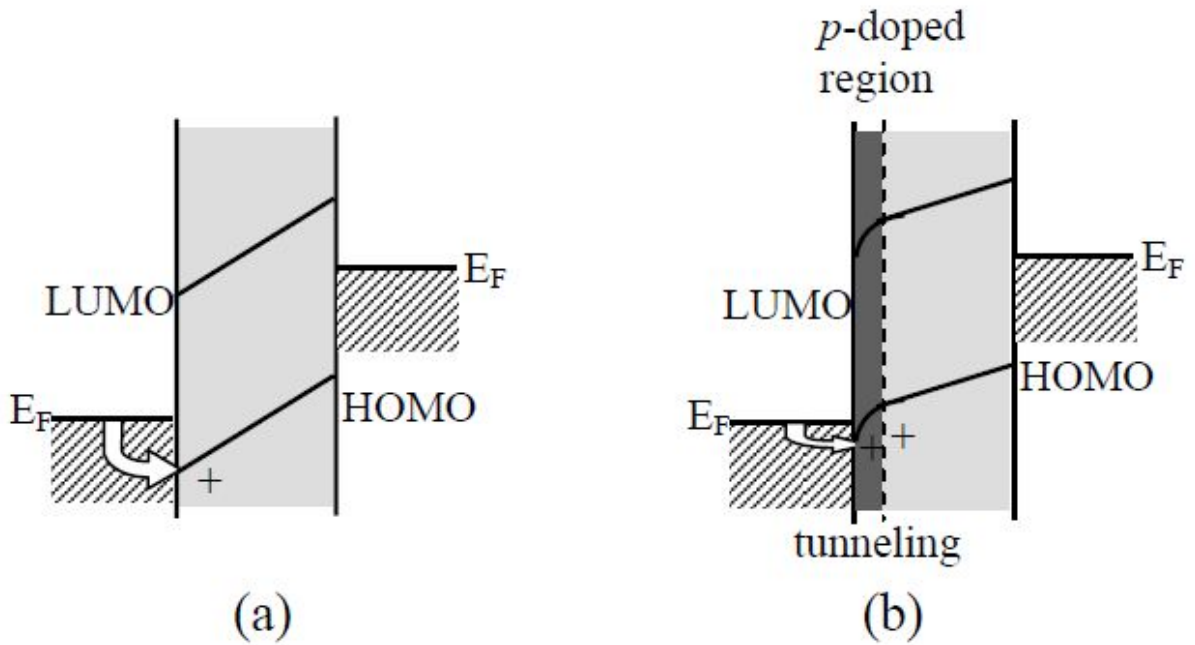 p-doped
region
LUMO
E_F
E_F
HOMO
+
(a)
LUMO
E_F
E_F
HOMO
+ +
tunneling
(b)